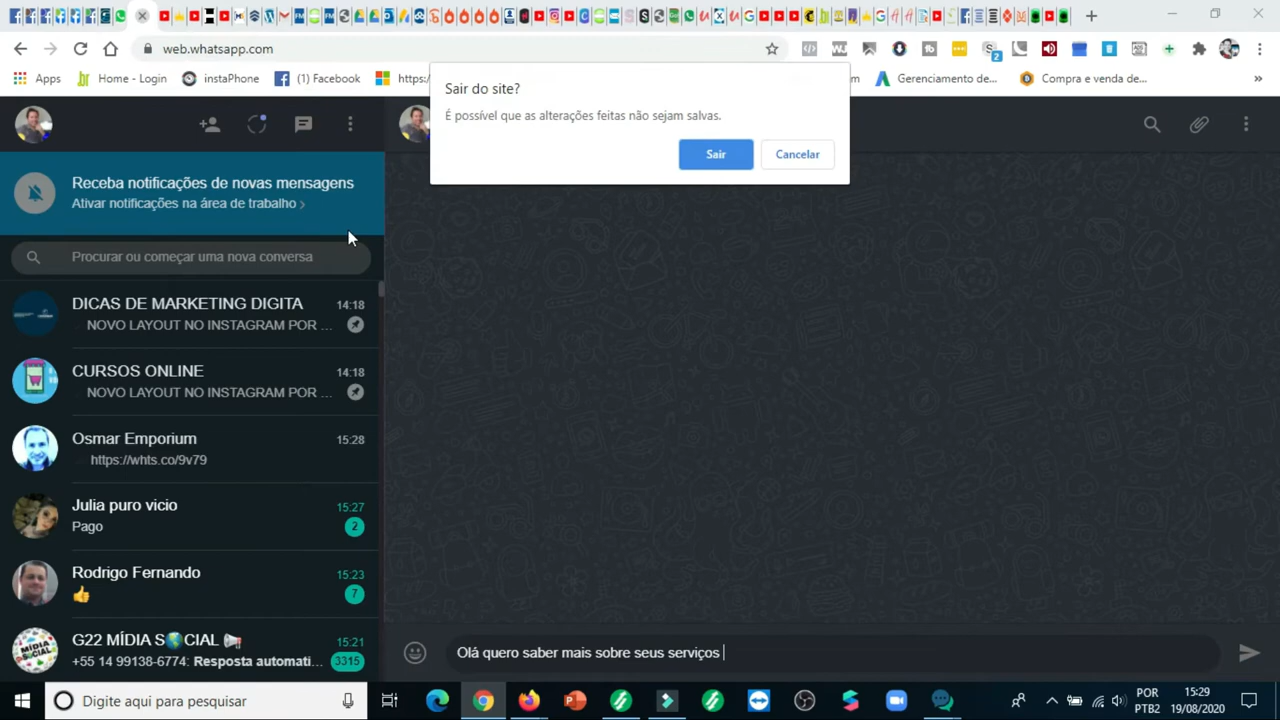 web.whatsapp.com
Apps
Home - Login
instaPhone
(1) Facebook
https:
m
Gerenciamento de...
Compra e venda de...
»
Sair do site?
É possível que as alterações feitas não sejam salvas.
Sair
Cancelar
Receba notificações de novas mensagens
Ativar notificações na área de trabalho >
Procurar ou começar uma nova conversa
DICAS DE MARKETING DIGITA
14:18
NOVO LAYOUT NO INSTAGRAM POR ...
CURSOS ONLINE
14:18
NOVO LAYOUT NO INSTAGRAM POR ...
Osmar Emporium
15:28
https://whts.co/9v79
Julia puro vicio
15:27
Pago
2
Rodrigo Fernando
15:23
👍
7
G22 MÍDIA S🌎CIAL 📢
15:21
+55 14 99138-6774: Resposta automati...
3315
Olá quero saber mais sobre seus serviços
Digite aqui para pesquisar
POR
PTB2
15:29
19/08/2020